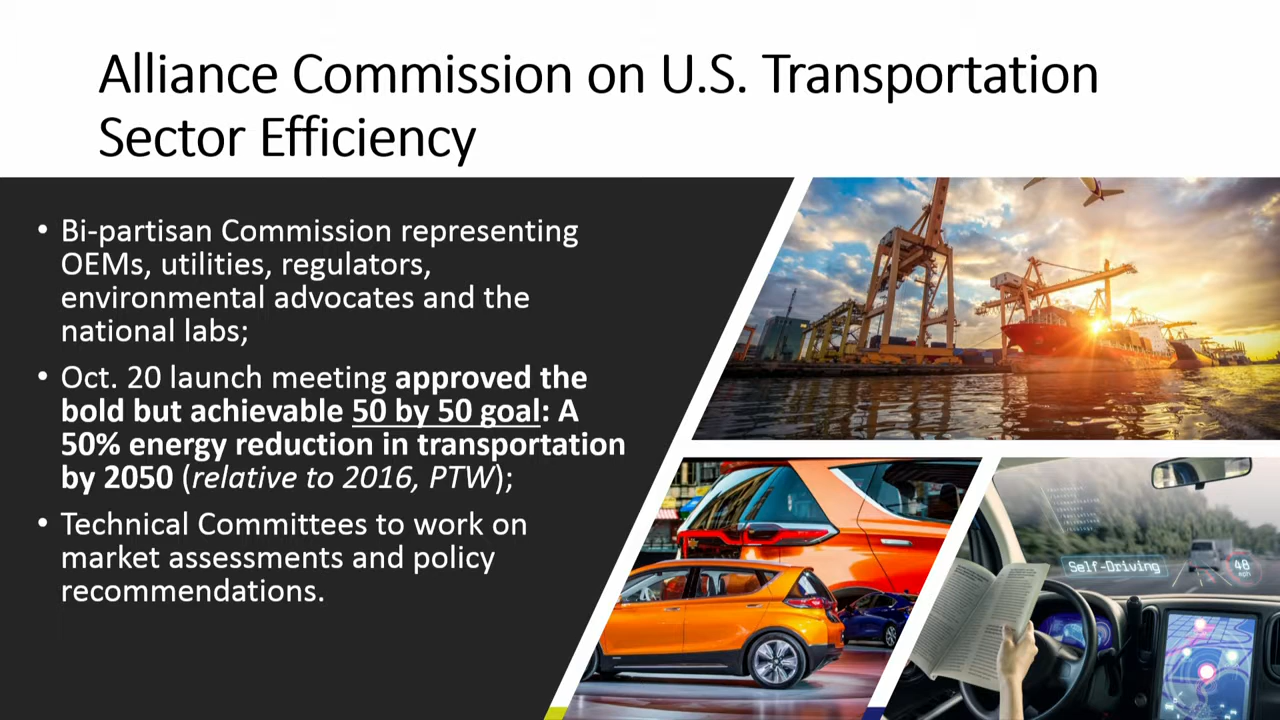 Alliance Commission on U.S. Transportation
Sector Efficiency
• Bi-partisan Commission representing
OEMs, utilities, regulators,
environmental advocates and the
national labs;
• Oct. 20 launch meeting approved the
bold but achievable 50 by 50 goal: A
50% energy reduction in transportation
by 2050 (relative to 2016, PTW);
• Technical Committees to work on
market assessments and policy
recommendations.
Self-Driving
40
mph